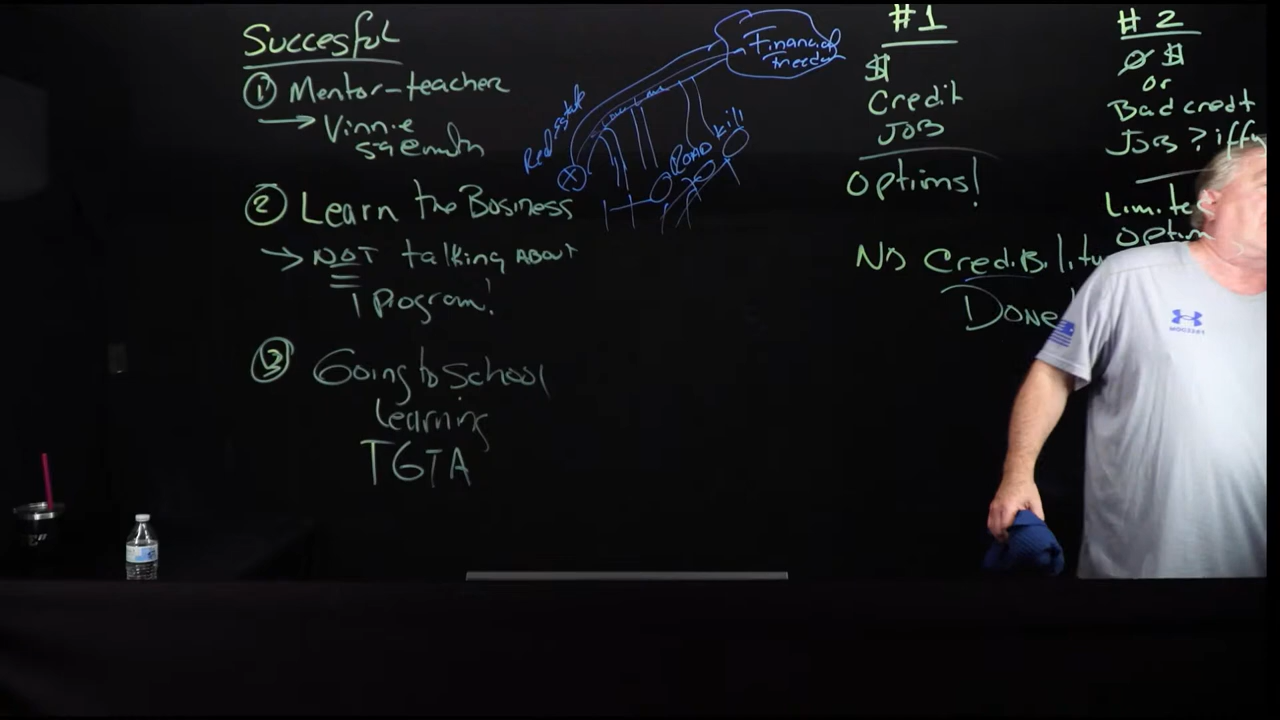 Succesful
① Mentor-teacher
→ Vinnie
② Learn the Business
→ NOT talking ABOUT
1 program!
③ Going to School
learning
TGTA
Financial
Freedom
Real estate
ROAD kill
#1
$
Credit
JOB
Options!
#2
Ø $
or
Bad credit
JOB? iffy
Limited
No Credibility
Done!